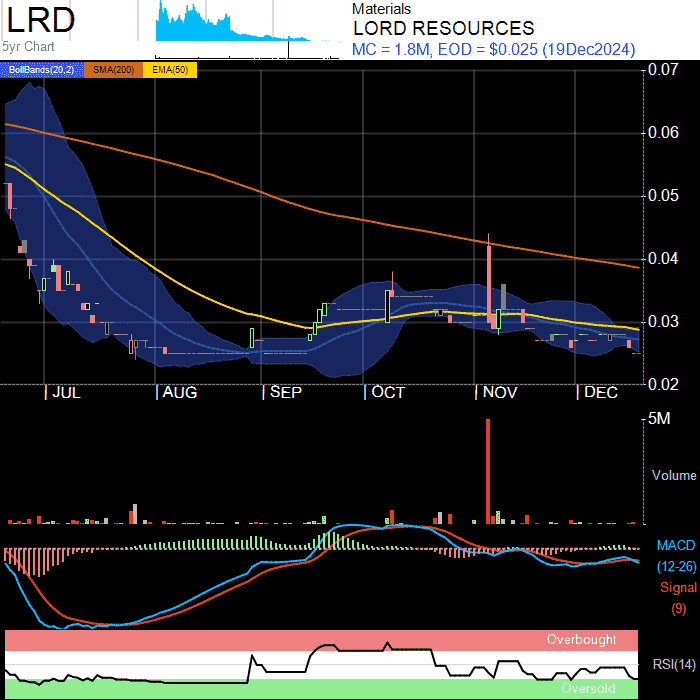 LRD
5yr Chart
Materials
LORD RESOURCES
MC = 1.8M, EOD = $0.025 (19Dec2024)
BollBands(20,2) SMA(200) EMA(50)
0.07
0.06
0.05
0.04
0.03
0.02
JUL AUG SEP OCT NOV DEC
5M
Volume
MACD
(12-26)
Signal
(9)
Overbought
RSI(14)
Oversold